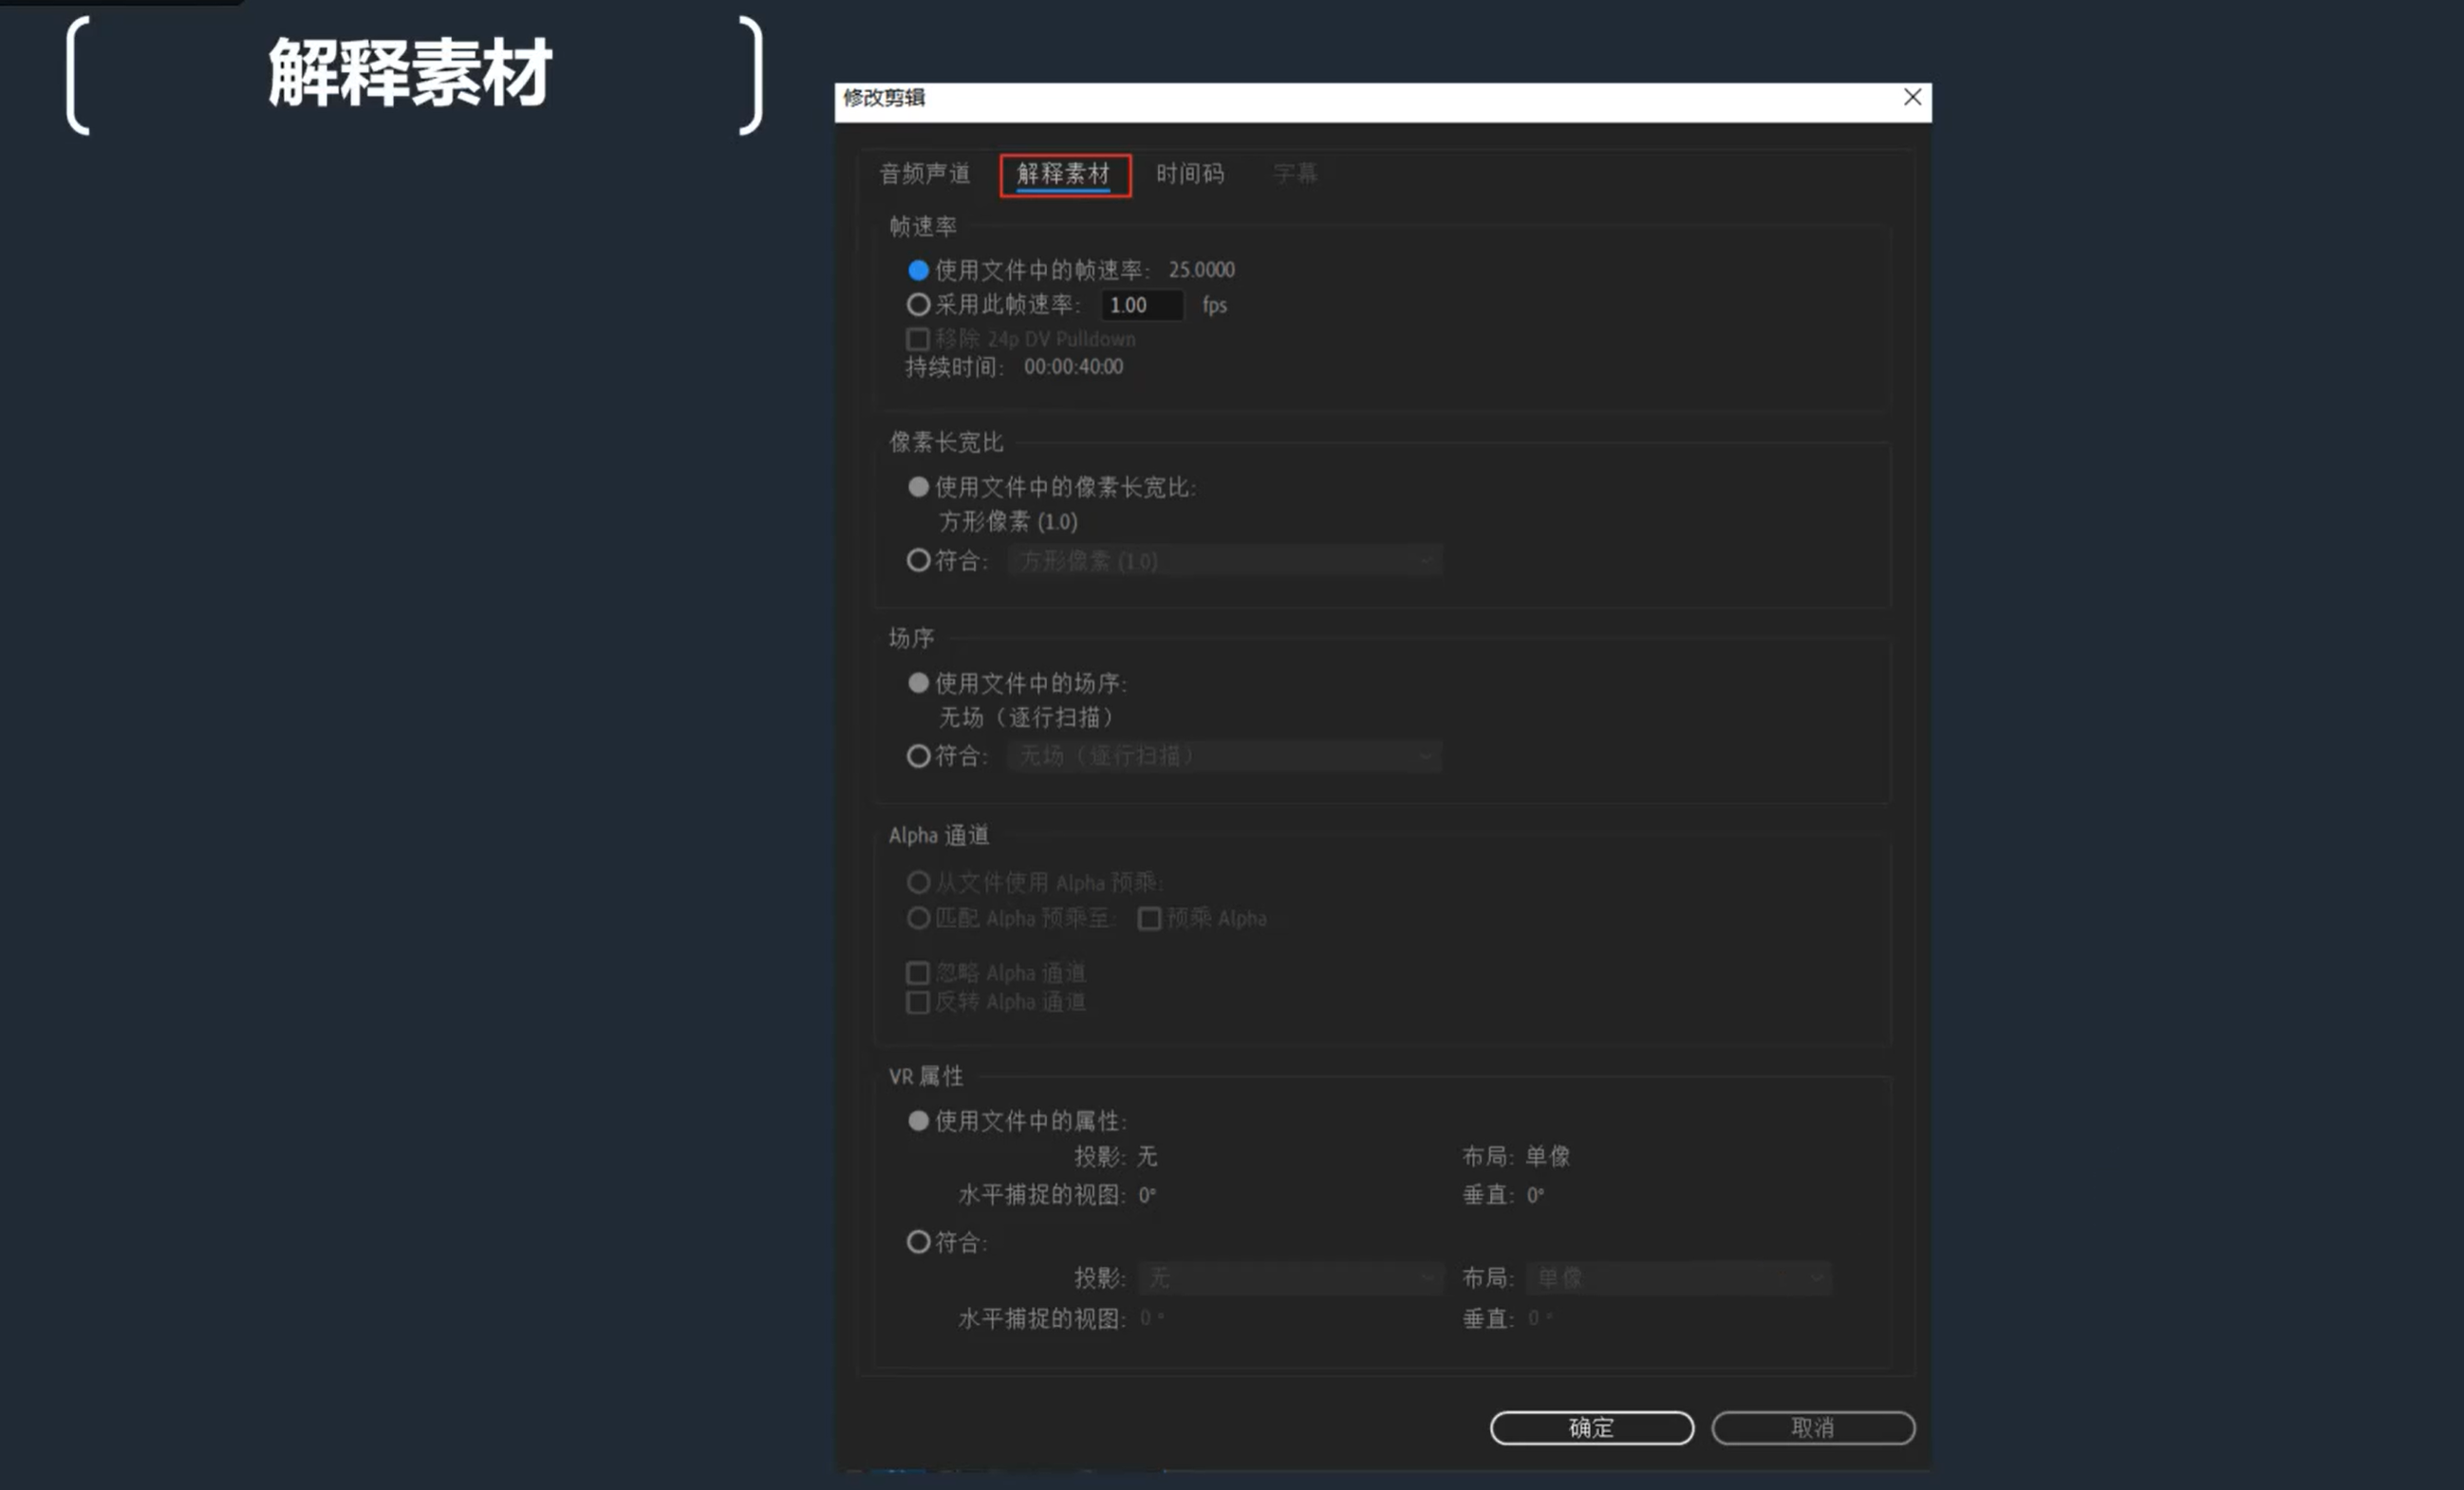 解释素材
修改剪辑
音频声道 解释素材 时间码 字幕
帧速率
使用文件中的帧速率: 25.0000
采用此帧速率: 1.00 fps
移除 24p DV Pulldown
持续时间: 00:00:40:00
像素长宽比
使用文件中的像素长宽比:
方形像素 (1.0)
符合: 方形像素 (1.0)
场序
使用文件中的场序:
无场（逐行扫描）
符合: 无场（逐行扫描）
Alpha 通道
从文件使用 Alpha 预乘:
匹配 Alpha 预乘至: 预乘 Alpha
忽略 Alpha 通道
反转 Alpha 通道
VR 属性
使用文件中的属性:
投影: 无 布局: 单像
水平捕捉的视图: 0° 垂直: 0°
符合:
投影: 无 布局: 单像
水平捕捉的视图: 0 ° 垂直: 0 °
确定 取消